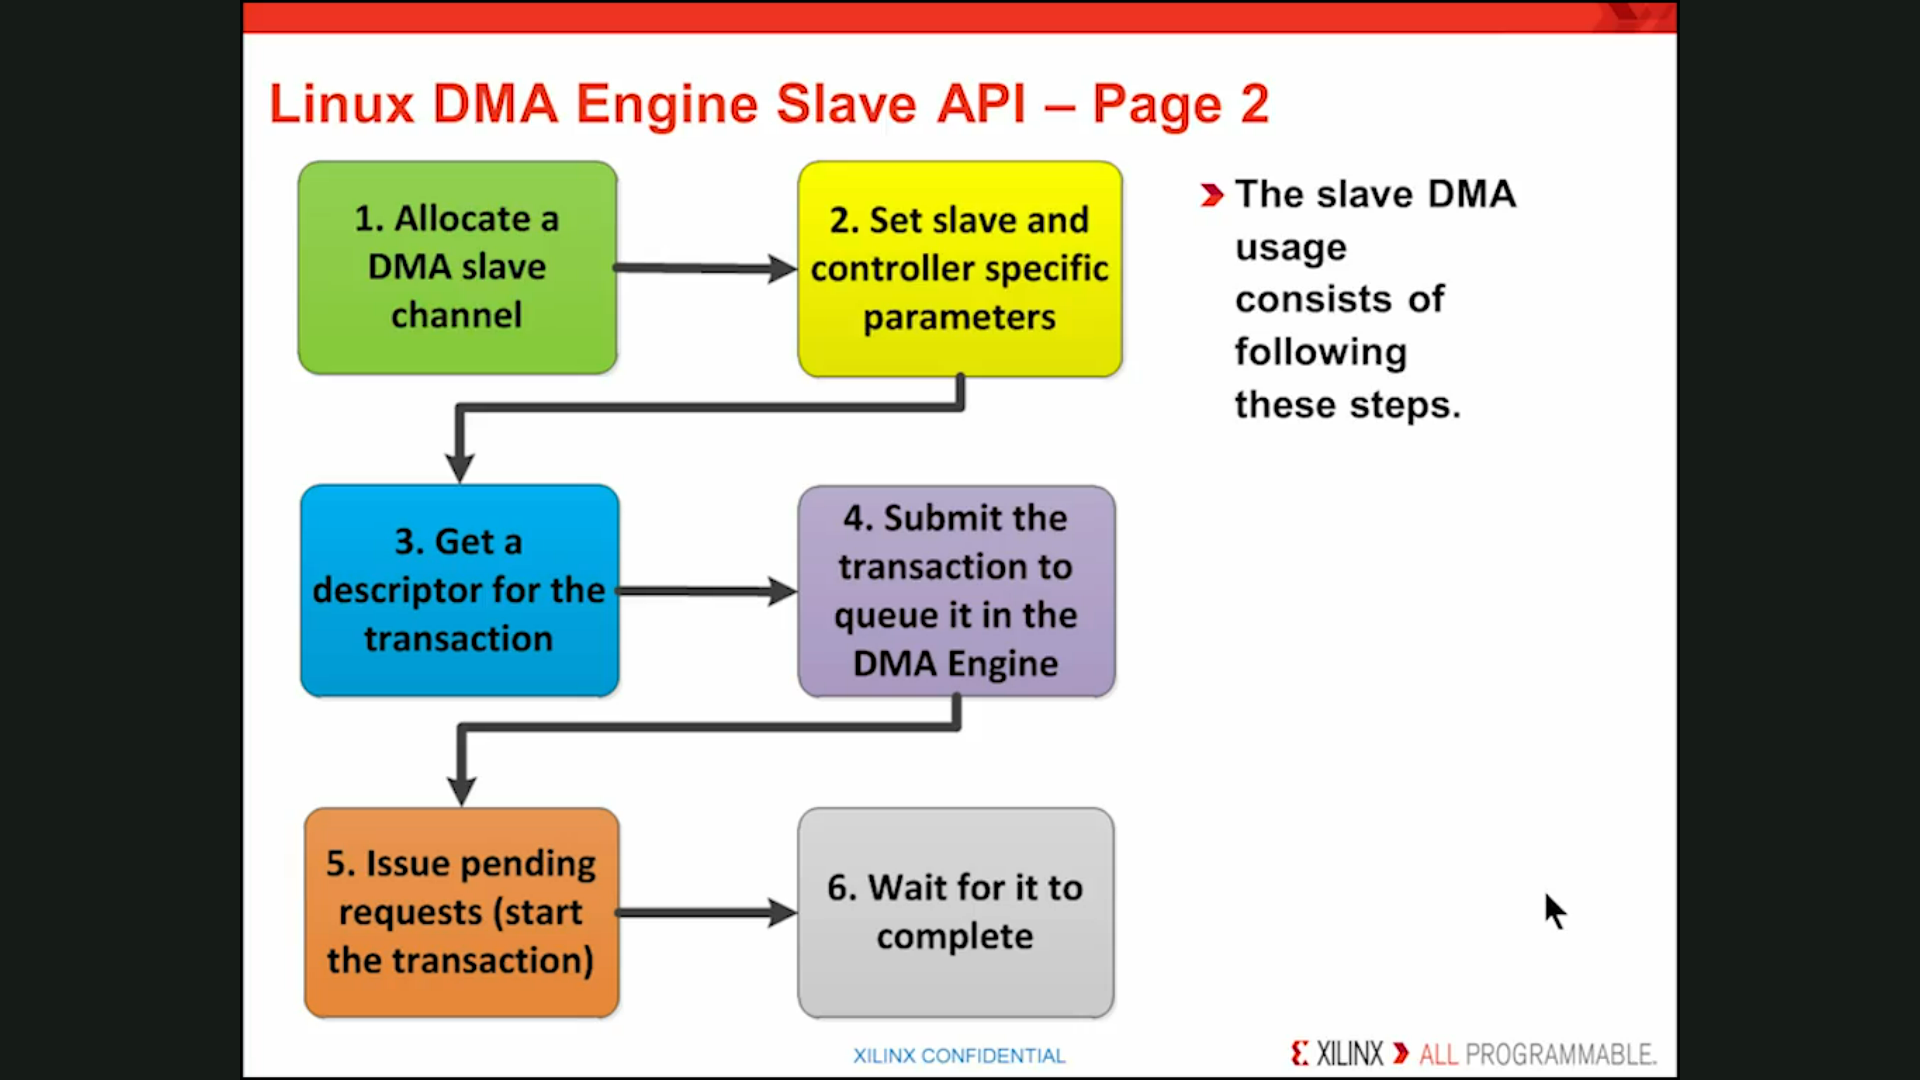 Linux DMA Engine Slave API – Page 2
1. Allocate a
DMA slave
channel
2. Set slave and
controller specific
parameters
The slave DMA
usage
consists of
following
these steps.
3. Get a
descriptor for the
transaction
4. Submit the
transaction to
queue it in the
DMA Engine
5. Issue pending
requests (start
the transaction)
6. Wait for it to
complete
XILINX CONFIDENTIAL
XILINX ALL PROGRAMMABLE.